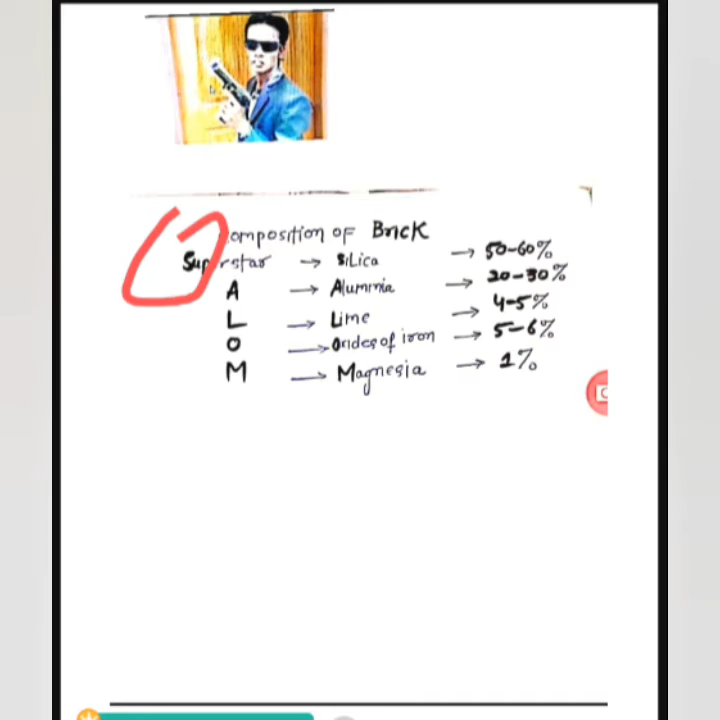 Composition of Brick
Superstar → Silica → 50-60%
A → Alumina → 20-30%
L → Lime → 4-5%
O → Oxides of iron → 5-6%
M → Magnesia → 1%